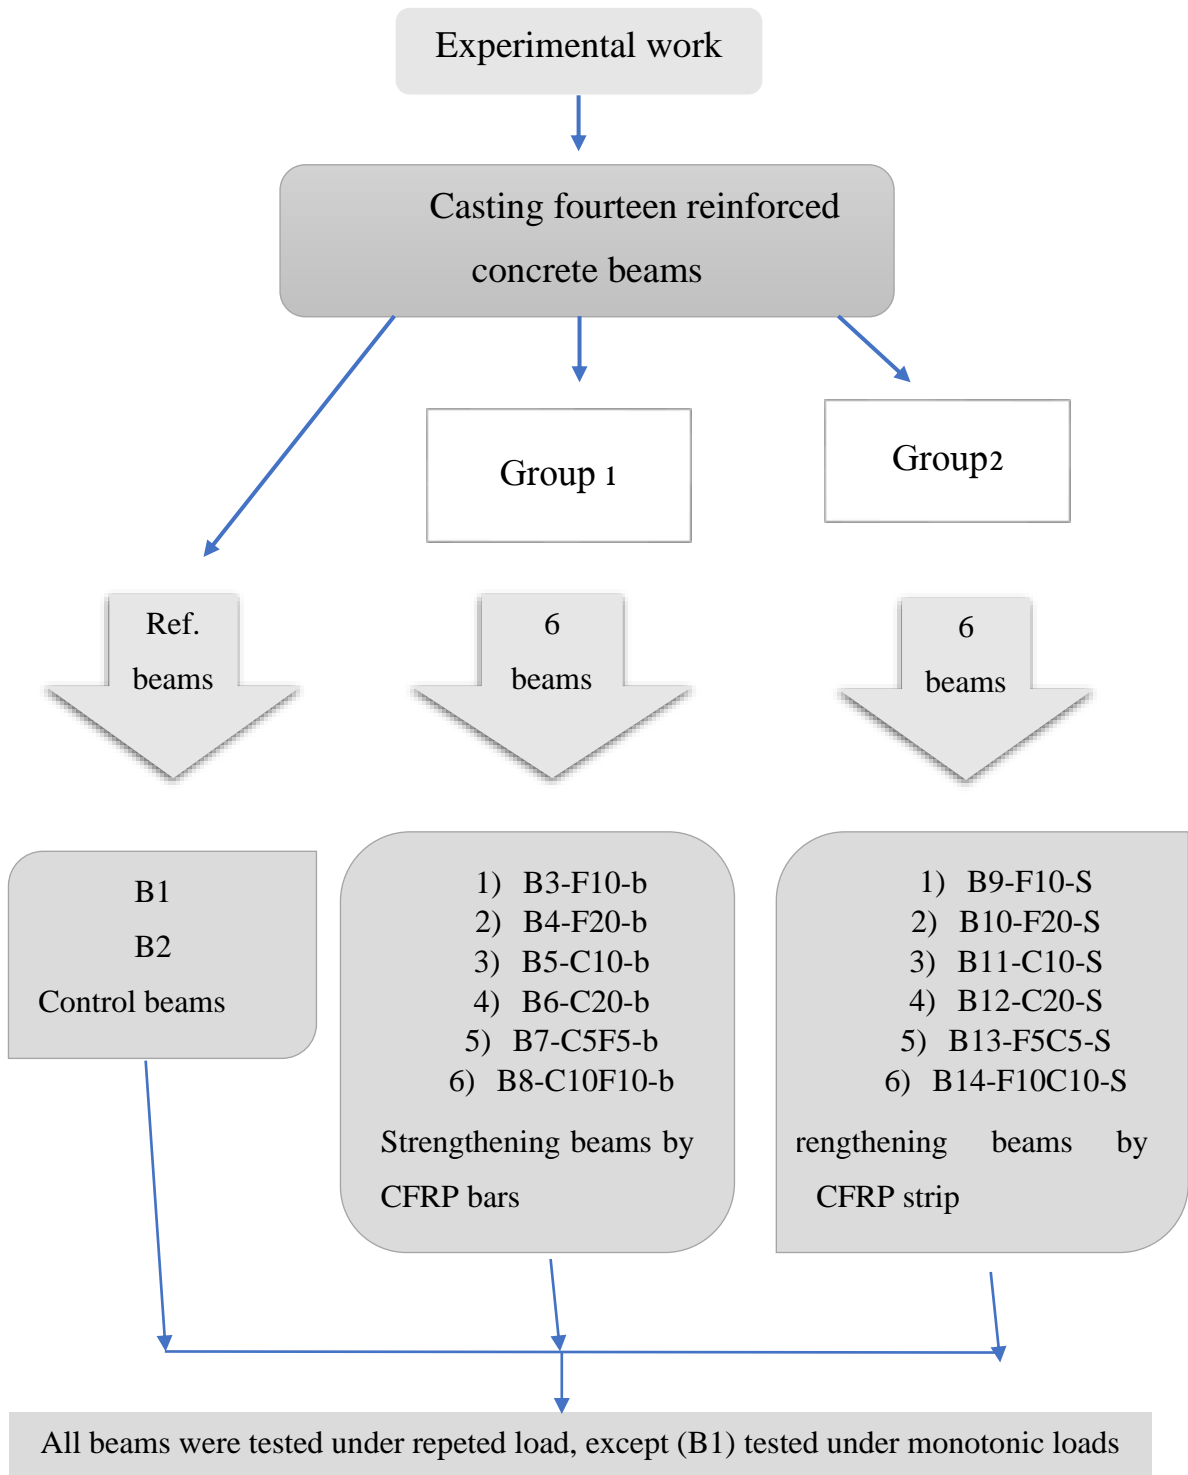 Experimental work
Casting fourteen reinforced
concrete beams
Group 1
Group2
Ref.
beams
6
beams
6
beams
B1
B2
Control beams
1) B3-F10-b
2) B4-F20-b
3) B5-C10-b
4) B6-C20-b
5) B7-C5F5-b
6) B8-C10F10-b
Strengthening beams by
CFRP bars
1) B9-F10-S
2) B10-F20-S
3) B11-C10-S
4) B12-C20-S
5) B13-F5C5-S
6) B14-F10C10-S
rengthening beams by
CFRP strip
All beams were tested under repeted load, except (B1) tested under monotonic loads